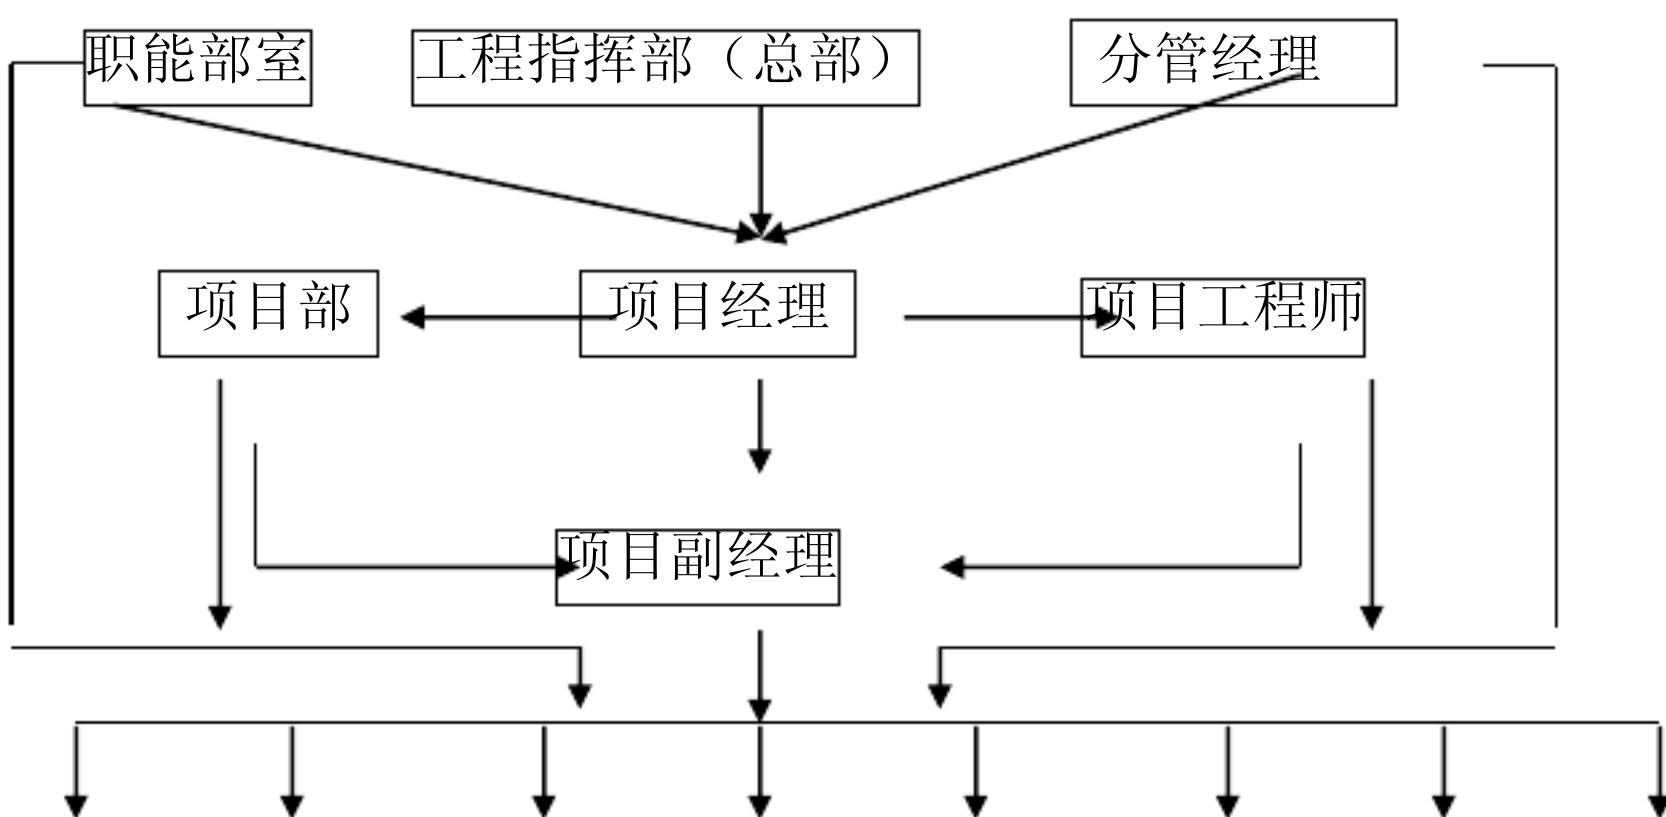 职能部室
工程指挥部（总部）
分管经理
项目部
项目经理
项目工程师
项目副经理